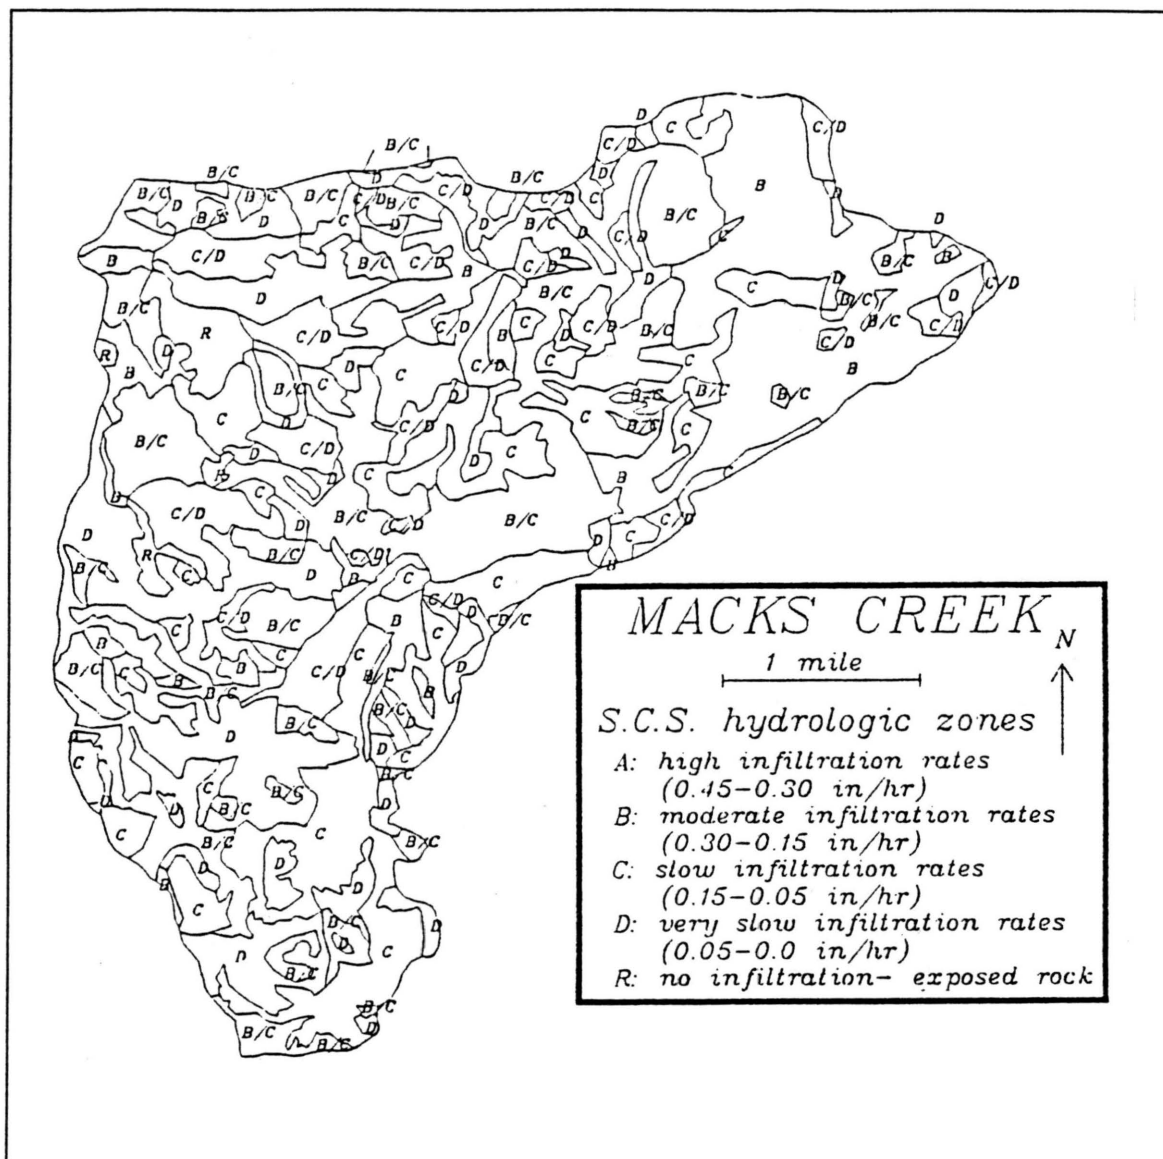 D
C
C/D
B/C
B/C
C/D
B/C
D
C/D
B/C
D
B
B/C
B/C
C/D
B/C
C/D
D
B/C
B/C
D
D
D
C
B/C
D
C/D
C
D
B
C/D
B/C
C/D
B
C/D
D
B/C
B
D
B/C
D
C
D
C/D
B/C
R
C/D
C/D
B
C
D
C/D
B/C
B/C
C/D
C/D
R
B
D
D
C
C/D
C
C
B
B/C
C
B/C
B/C
B/C
C
D
C/D
C
B/C
B/C
D
C/D
D
C
C
R
D
C
C
B
C/D
D
B/C
C/D
B/C
C/D
C
D
D
R
B/C
C/D
B/C
C
D
B
C
C
C/D
C
C/D
B/C
B
C
D
B
B/C
C
B
C
C/D
D
B/C
B
B/C
D
B/C
B/C
D
D
C
C
C
B/C
D
D
C
B/C
B/C
D
C
B/C
C
B/C
D
D
D
C
B/C
D
D
D
B/C
C
B/C
D
B/C
B/C
MACKS CREEK
N
1 mile
S.C.S. hydrologic zones
A: high infiltration rates
(0.45-0.30 in/hr)
B: moderate infiltration rates
(0.30-0.15 in/hr)
C: slow infiltration rates
(0.15-0.05 in/hr)
D: very slow infiltration rates
(0.05-0.0 in/hr)
R: no infiltration- exposed rock